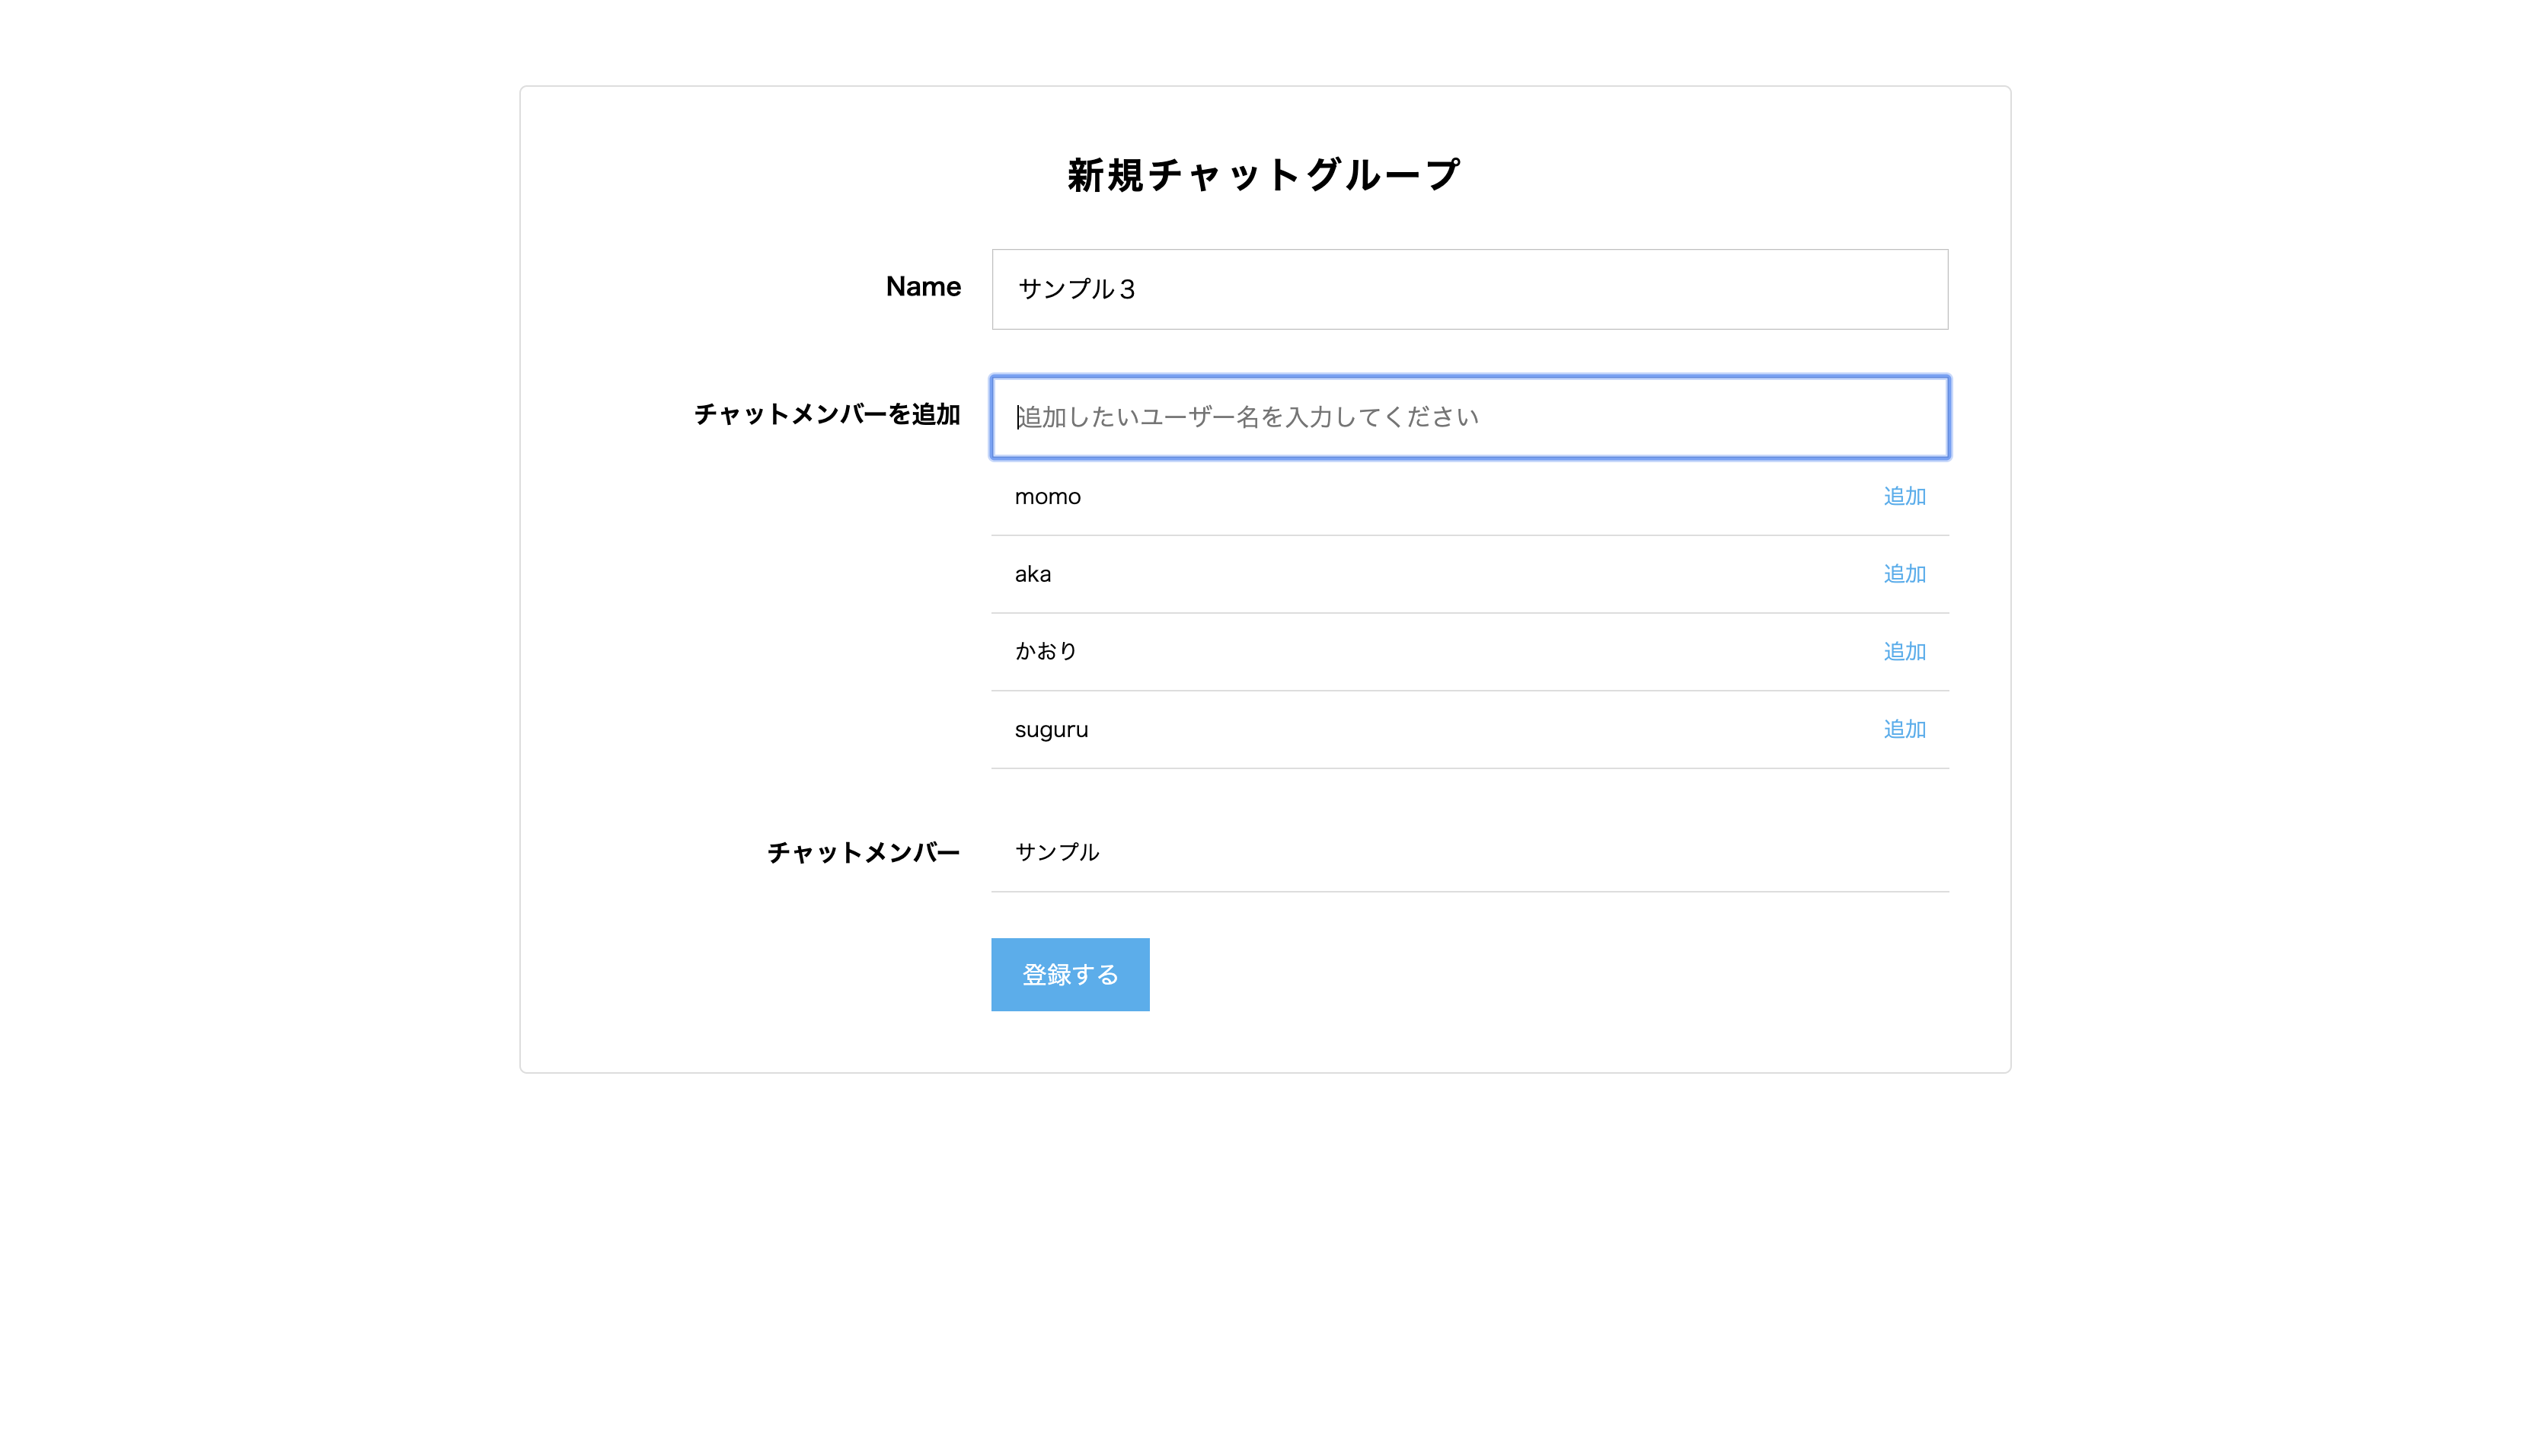 新規チャットグループ
Name
サンプル３
チャットメンバーを追加
追加したいユーザー名を入力してください
momo 追加
aka 追加
かおり 追加
suguru 追加
チャットメンバー
サンプル
登録する